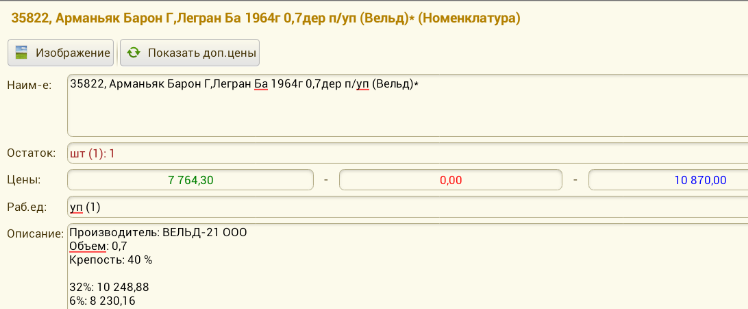 35822, Арманьяк Барон Г,Легран Ба 1964г 0,7дер п/уп (Вельд)* (Номенклатура)
Изображение Показать доп.цены
Наим-е: 35822, Арманьяк Барон Г,Легран Ба 1964г 0,7дер п/уп (Вельд)*
Остаток: шт (1): 1
Цены: 7 764,30 - 0,00 - 10 870,00
Раб.ед: уп (1)
Описание: Производитель: ВЕЛЬД-21 ООО
Объем: 0,7
Крепость: 40 %
32%: 10 248,88
6%: 8 230,16